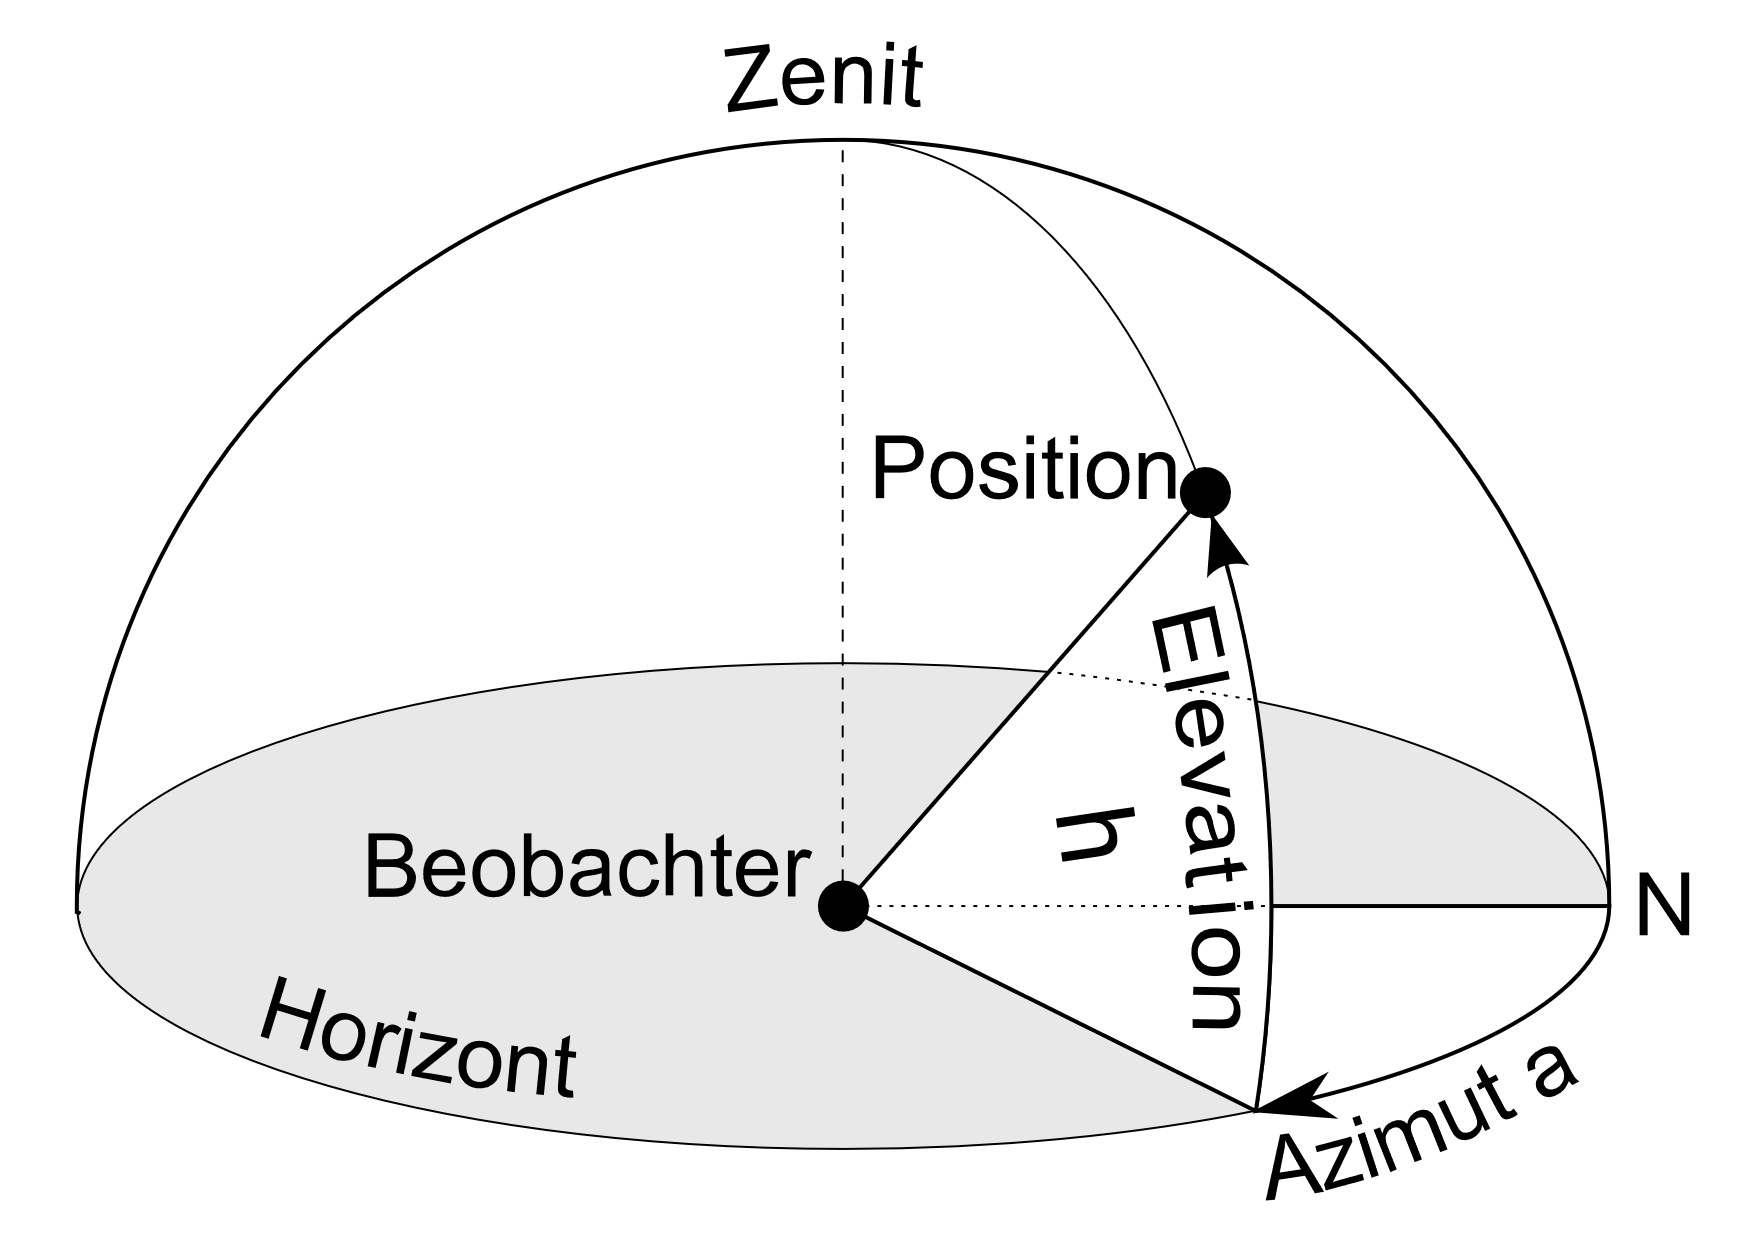 Zenit
Position
Elevation
h
Beobachter
N
Horizont
Azimut a